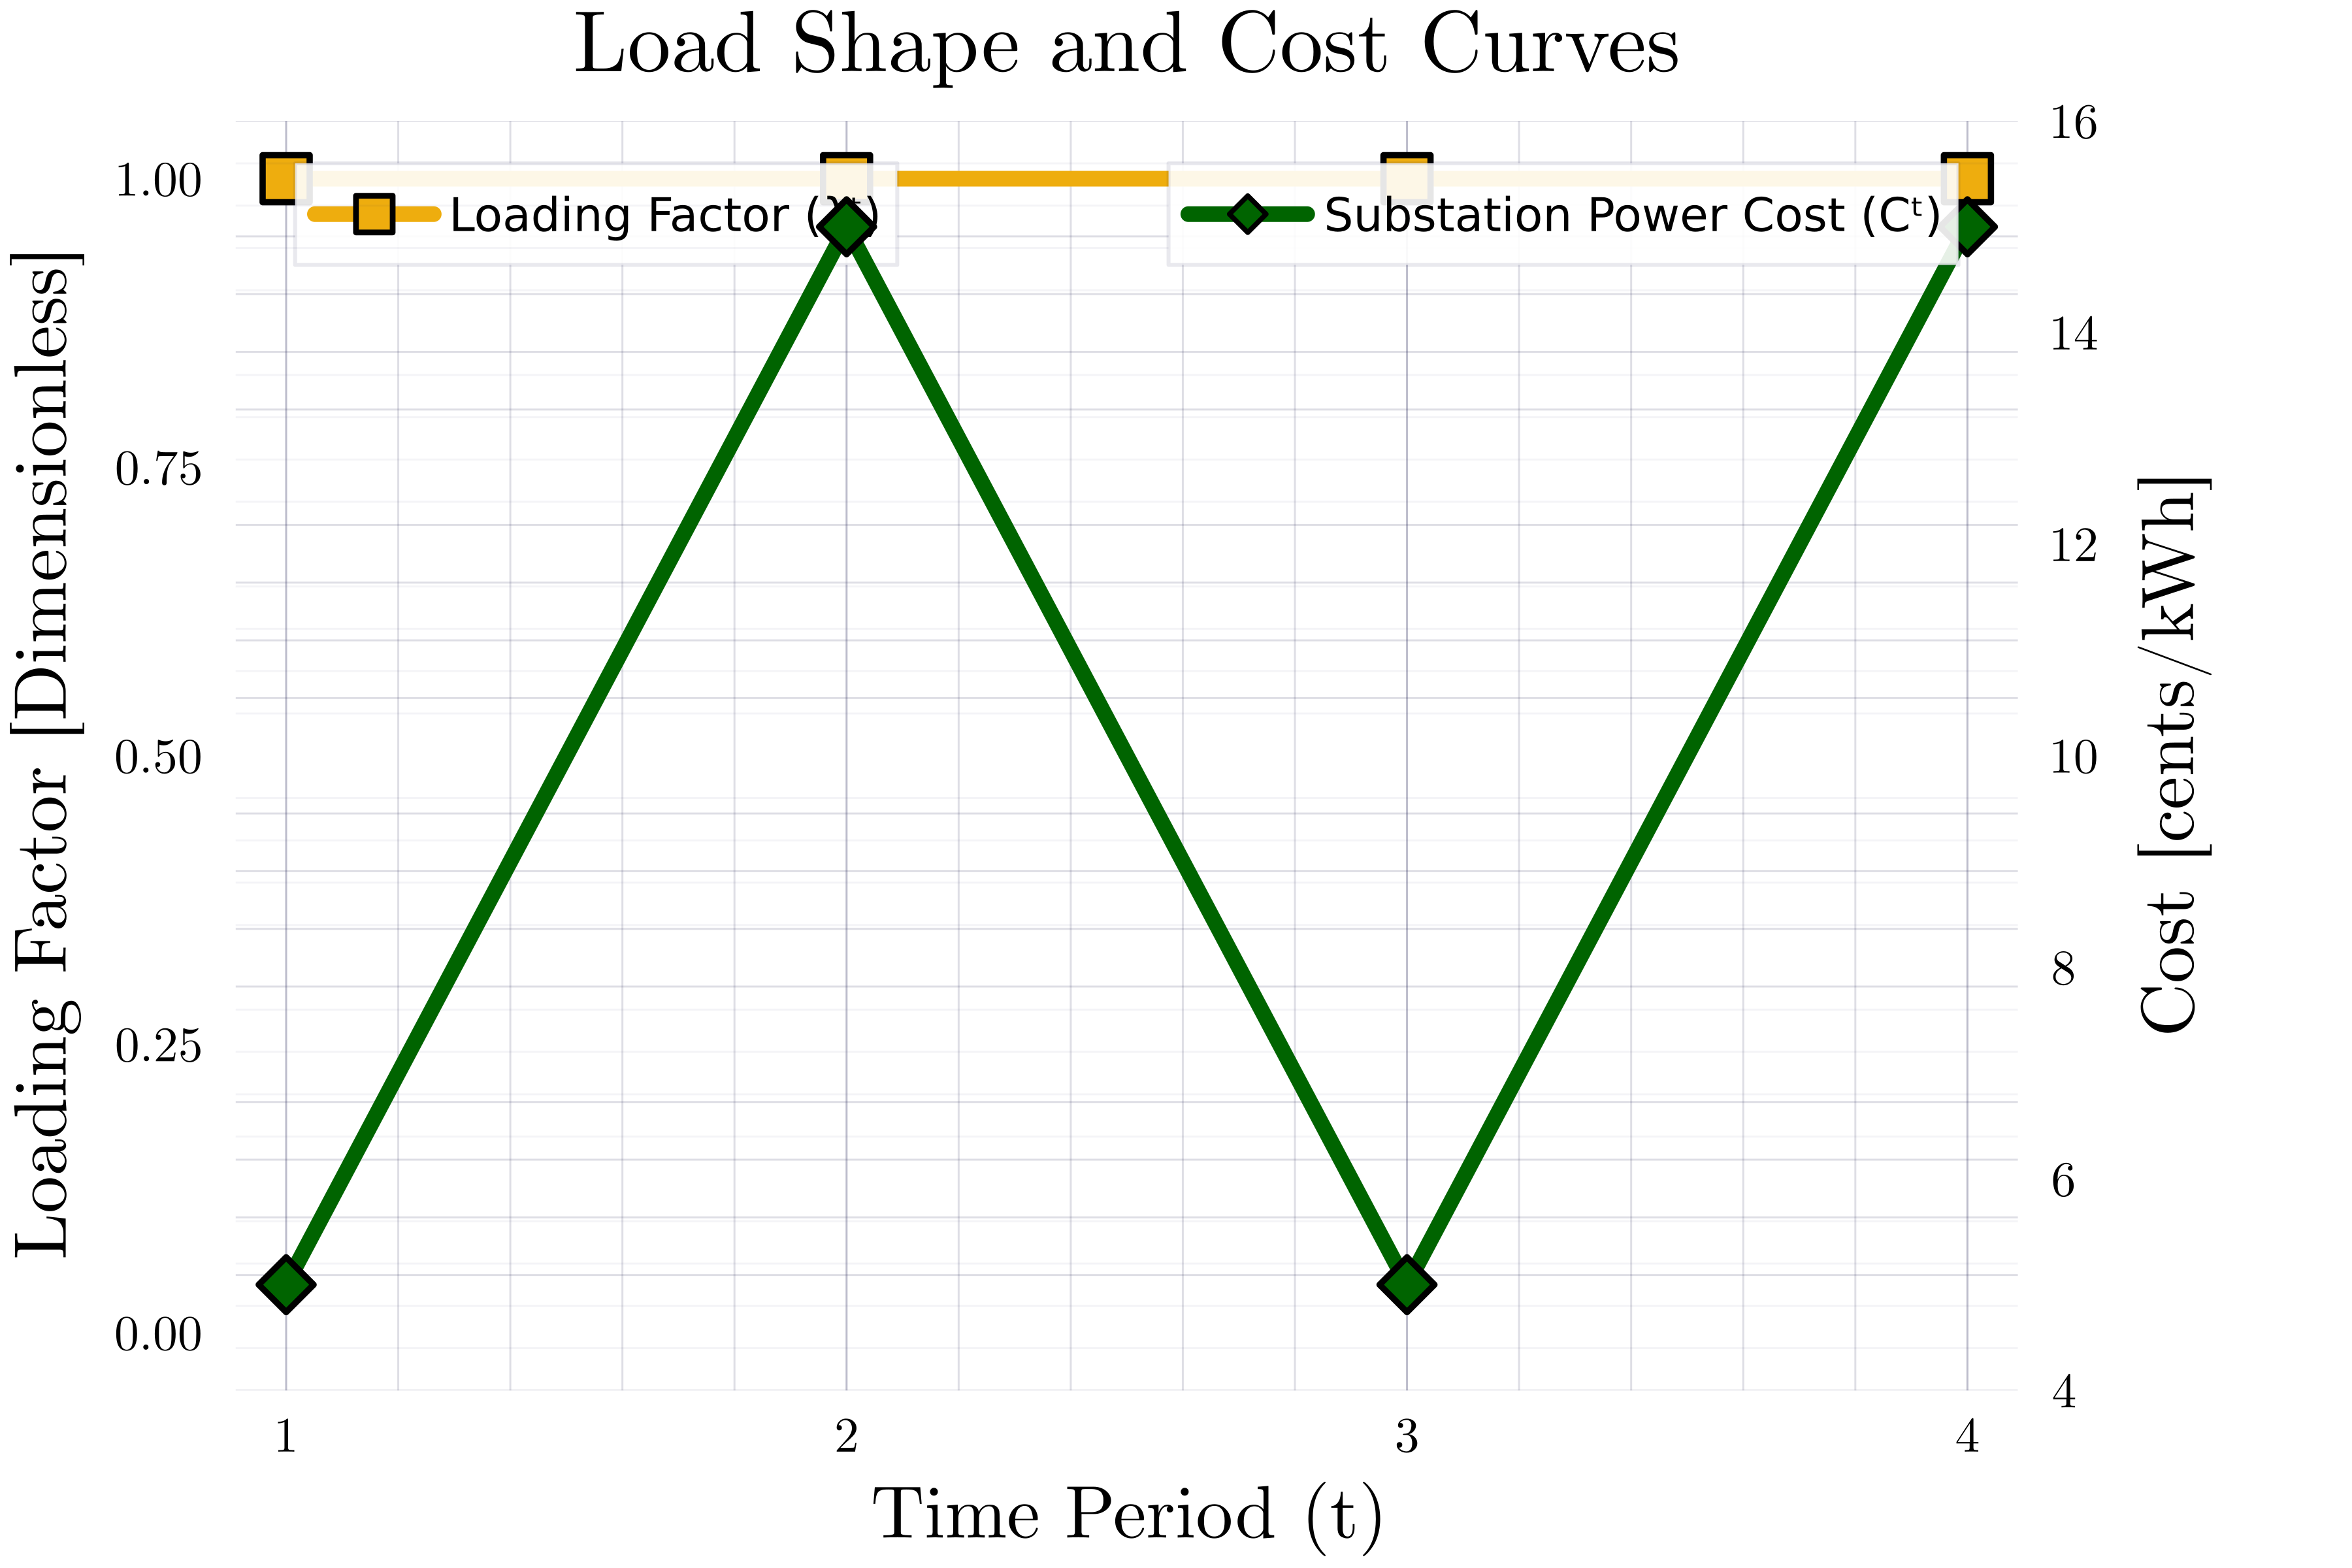 Load Shape and Cost Curves
Loading Factor [Dimensionless]
1.00
0.75
0.50
0.25
0.00
Loading Factor (
Substation Power Cost (Cᵗ)
16
14
12
10
8
6
4
Cost [cents/kWh]
1 2 3 4
Time Period (t)